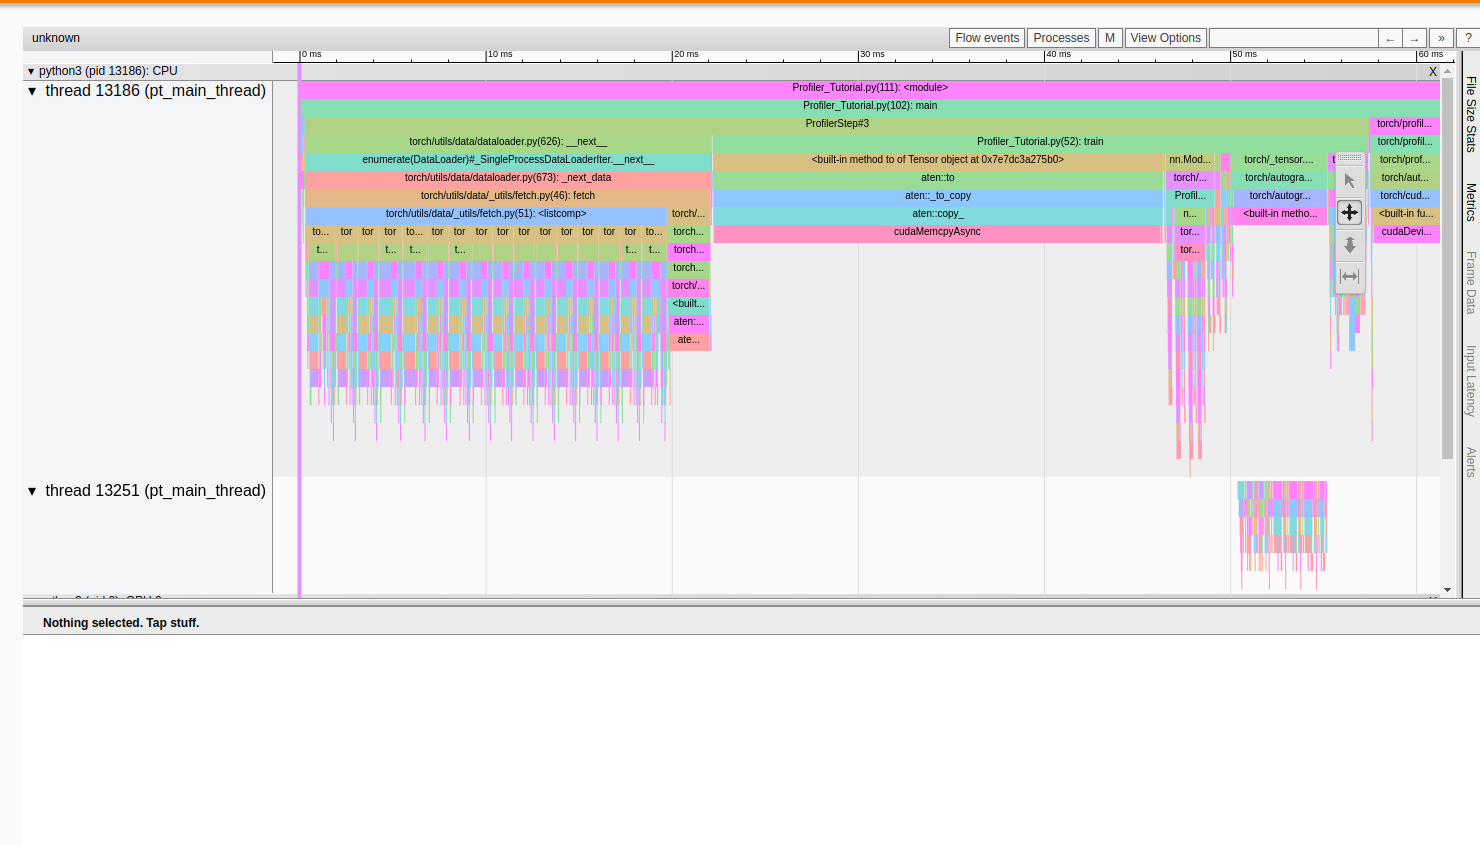 unknown
Flow events Processes M View Options ← → » ?
0 ms 10 ms 20 ms 30 ms 40 ms 50 ms 60 ms
▾ python3 (pid 13186): CPU X
▾ thread 13186 (pt_main_thread)
Profiler_Tutorial.py(111): <module>
Profiler_Tutorial.py(102): main
ProfilerStep#3 torch/profil...
torch/utils/data/dataloader.py(626): __next__ Profiler_Tutorial.py(52): train torch/profil...
enumerate(DataLoader)#_SingleProcessDataLoaderIter.__next__ <built-in method to of Tensor object at 0x7e7dc3a275b0> nn.Mod... torch/_tensor.... torch/prof...
torch/utils/data/dataloader.py(673): _next_data aten::to torch/... torch/autogra... torch/aut...
torch/utils/data/_utils/fetch.py(46): fetch aten::_to_copy Profil... torch/autogr... torch/cud...
torch/utils/data/_utils/fetch.py(51): <listcomp> torch/... aten::copy_ n... <built-in metho... <built-in fu...
to... tor tor tor to... tor tor tor tor tor tor tor tor tor to... torch... cudaMemcpyAsync tor... cudaDevi...
t... t... t... t... t... t... torch... tor...
torch...
torch/...
<built...
aten:...
ate...
▾ thread 13251 (pt_main_thread)
Nothing selected. Tap stuff.
File Size Stats
Metrics
Frame Data
Input Latency
Alerts